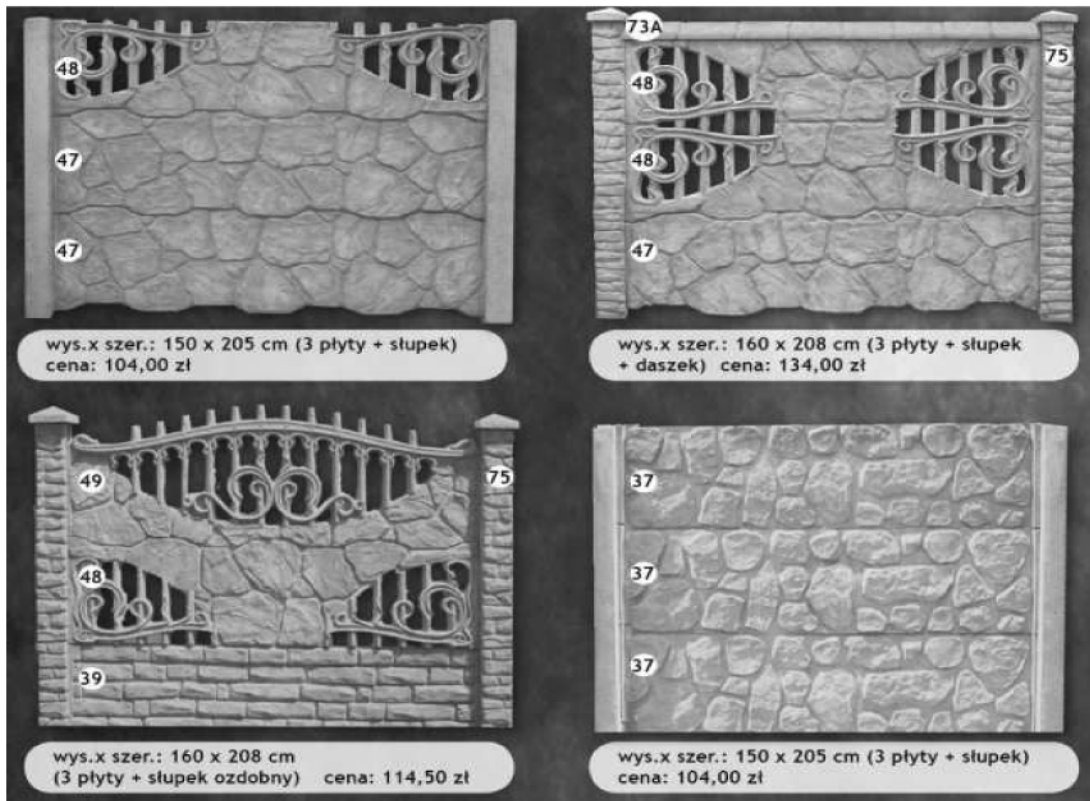 48
47
47
wys.x szer.: 150 x 205 cm (3 płyty + słupek)
cena: 104,00 zł
73A
75
48
48
47
wys.x szer.: 160 x 208 cm (3 płyty + słupek
+ daszek) cena: 134,00 zł
49
75
48
39
wys.x szer.: 160 x 208 cm
(3 płyty + słupek ozdobny) cena: 114,50 zł
37
37
37
wys.x szer.: 150 x 205 cm (3 płyty + słupek)
cena: 104,00 zł